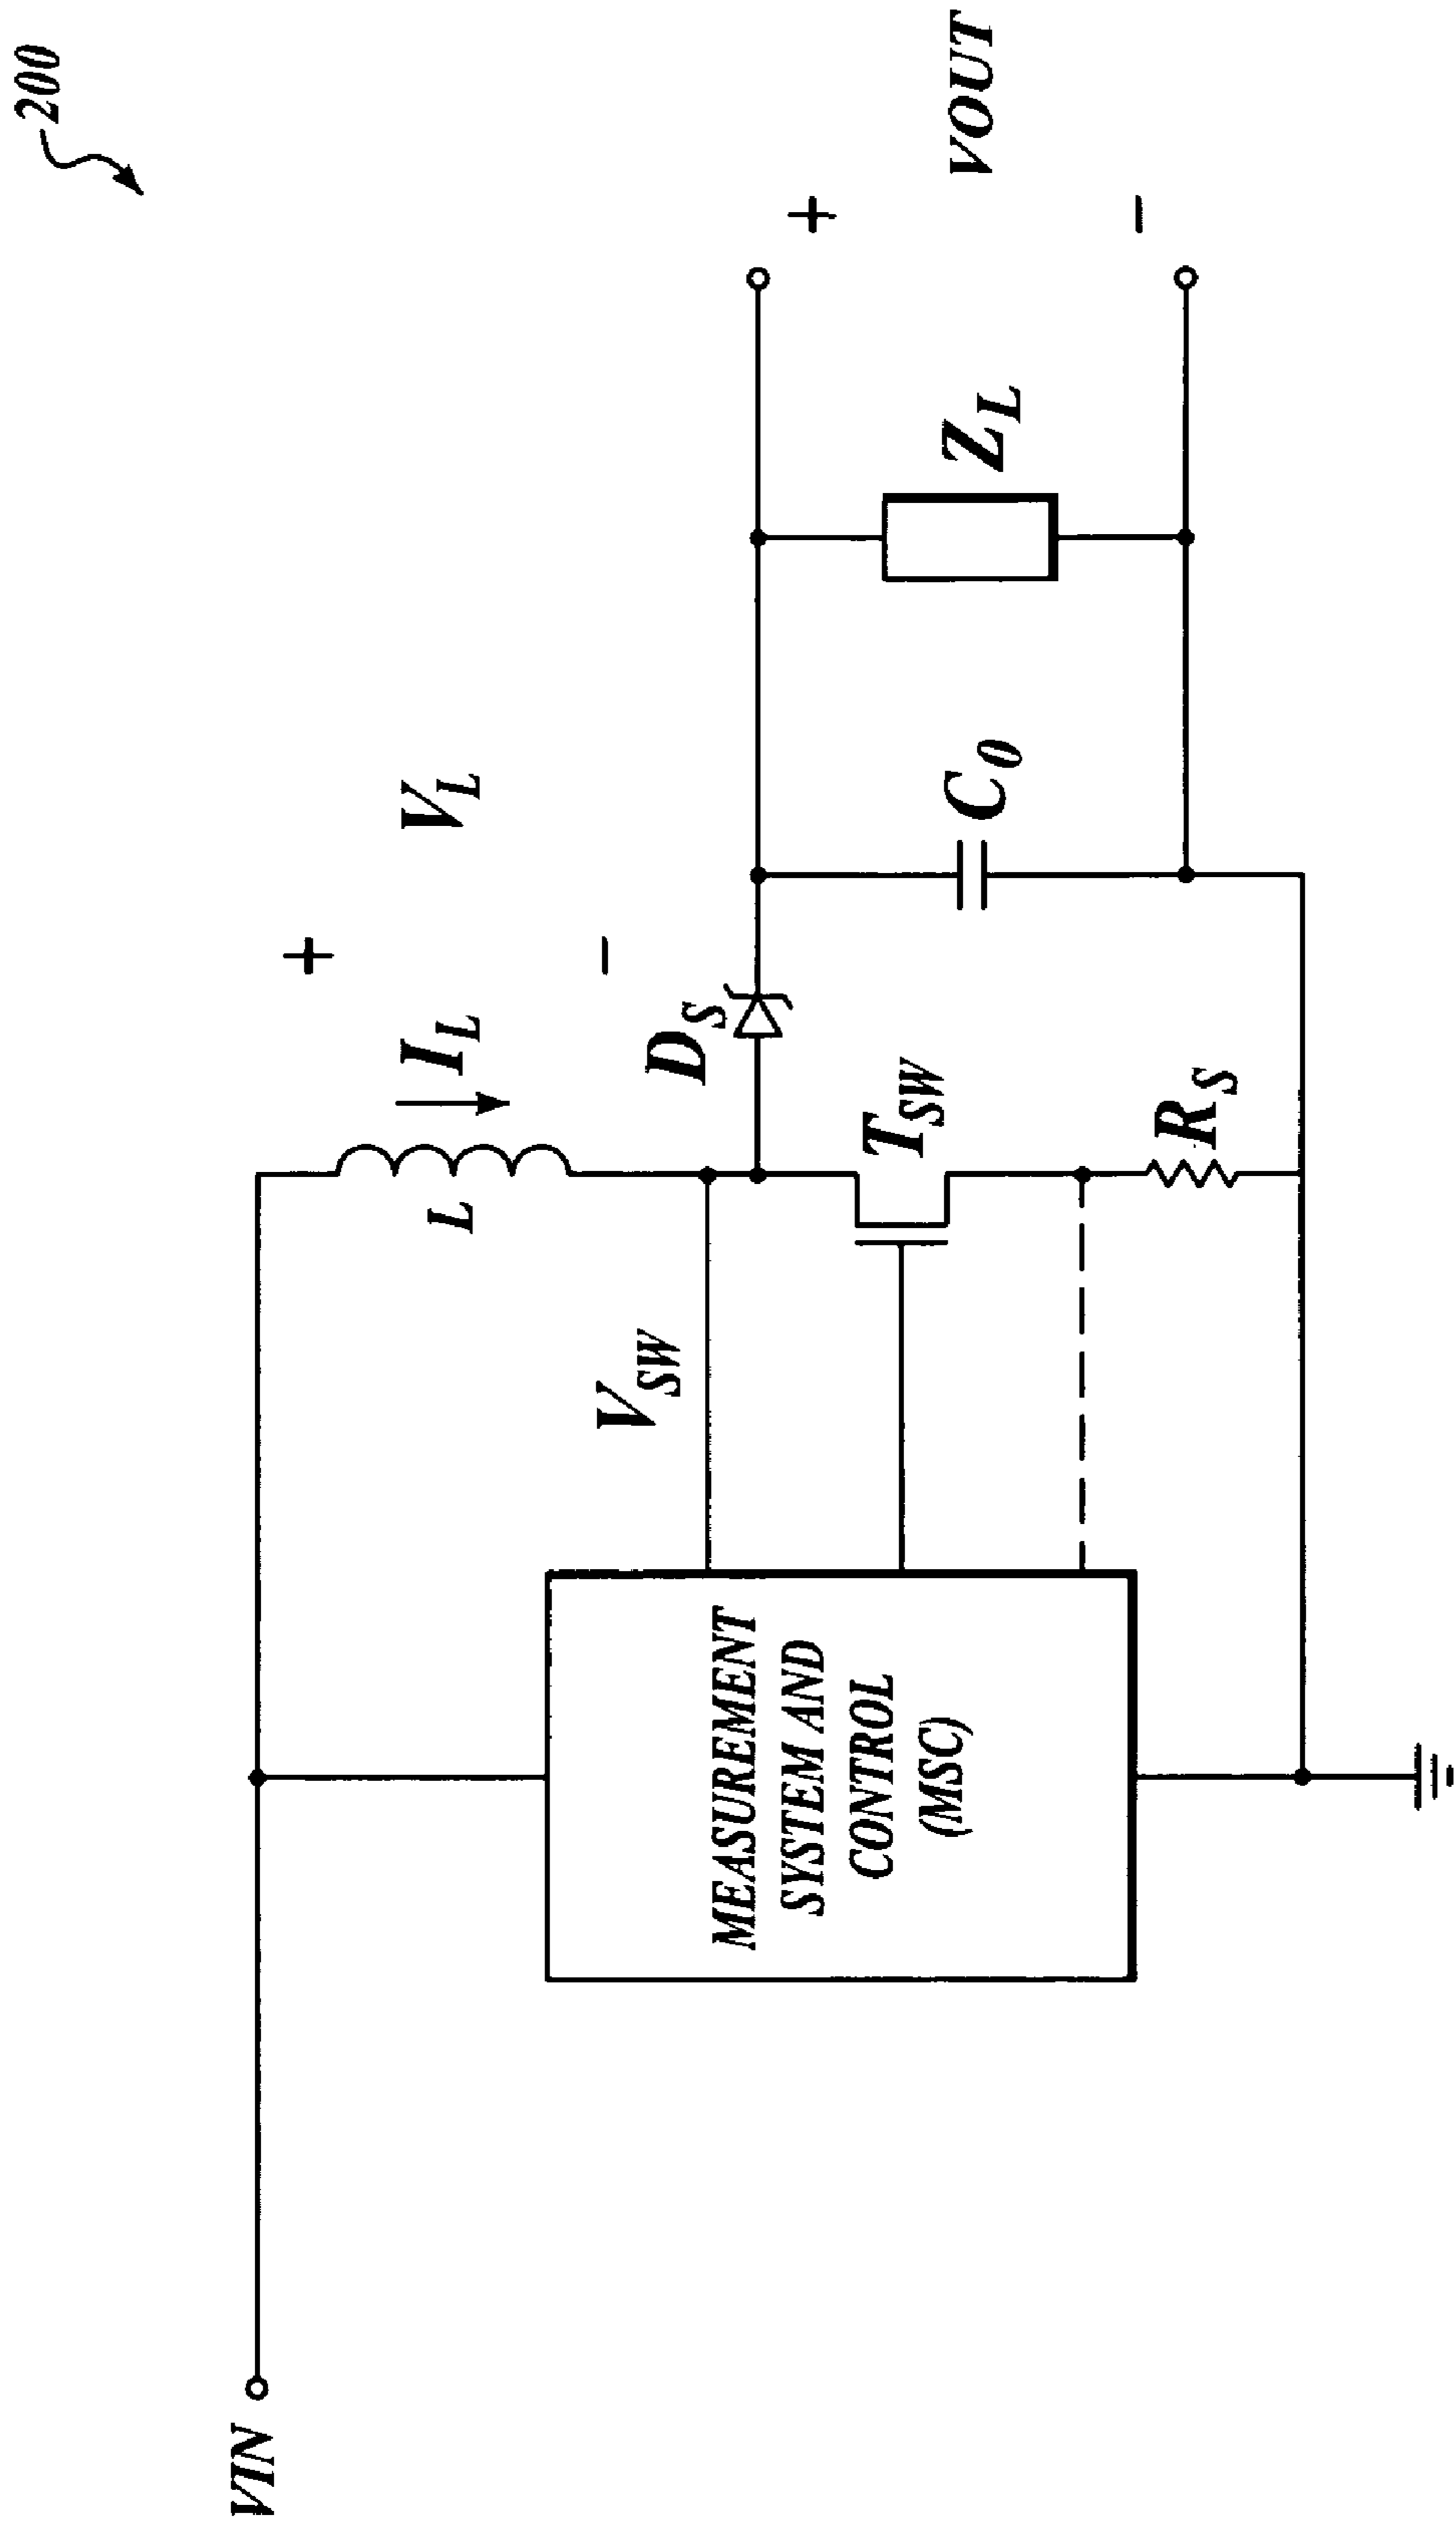 200
VIN
L
I_L
+
V_L
-
V_SW
D_S
T_SW
R_S
MEASUREMENT
SYSTEM AND
CONTROL
(MSC)
C_0
Z_L
+
VOUT
-